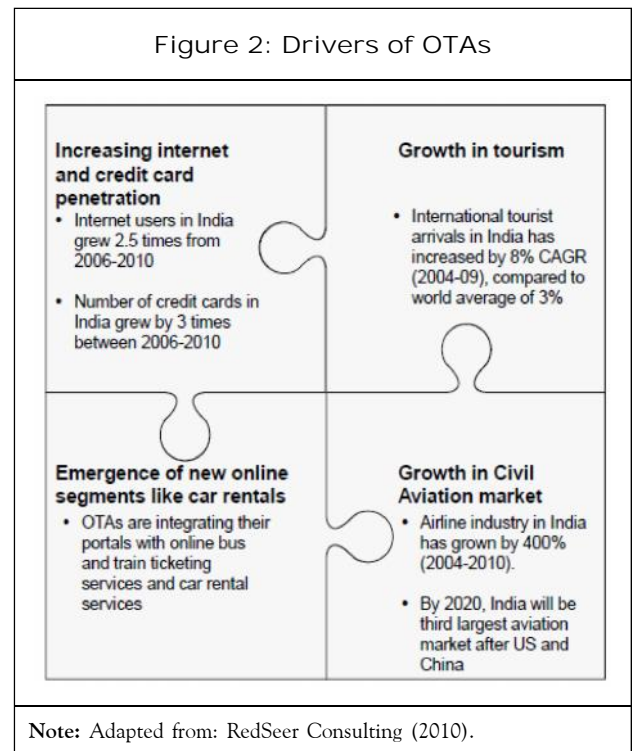 Figure 2: Drivers of OTAs
Increasing internet
and credit card
penetration
• Internet users in India
grew 2.5 times from
2006-2010
• Number of credit cards in
India grew by 3 times
between 2006-2010
Growth in tourism
• International tourist
arrivals in India has
increased by 8% CAGR
(2004-09), compared to
world average of 3%
Emergence of new online
segments like car rentals
• OTAs are integrating their
portals with online bus
and train ticketing
services and car rental
services
Growth in Civil
Aviation market
• Airline industry in India
has grown by 400%
(2004-2010).
• By 2020, India will be
third largest aviation
market after US and
China
Note: Adapted from: RedSeer Consulting (2010).